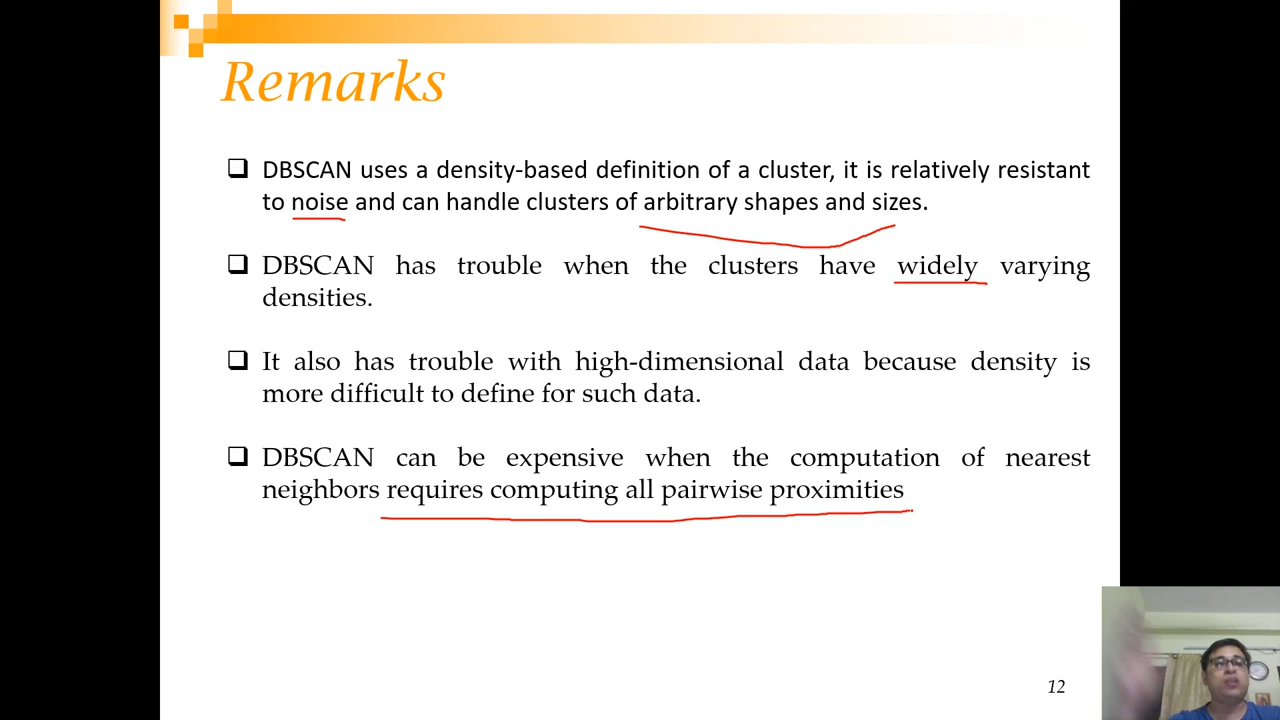 Remarks
DBSCAN uses a density-based definition of a cluster, it is relatively resistant
to noise and can handle clusters of arbitrary shapes and sizes.
DBSCAN has trouble when the clusters have widely varying
densities.
It also has trouble with high-dimensional data because density is
more difficult to define for such data.
DBSCAN can be expensive when the computation of nearest
neighbors requires computing all pairwise proximities
12